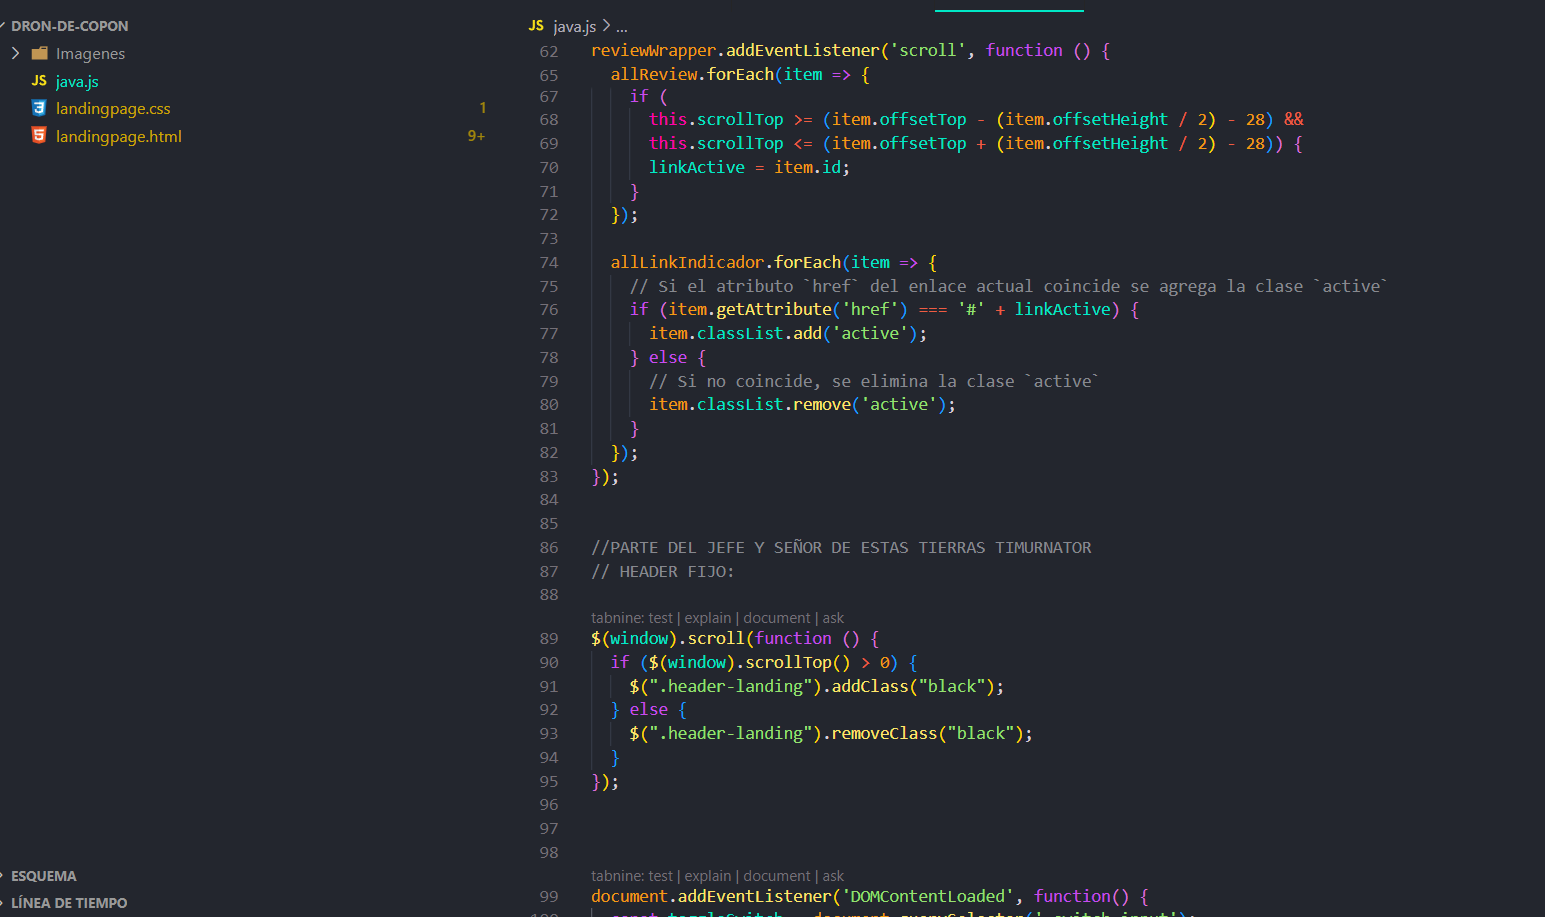 DRON-DE-COPON
Imagenes
JS java.js
landingpage.css 1
landingpage.html 9+
ESQUEMA
LÍNEA DE TIEMPO
JS java.js > ...
62 reviewWrapper.addEventListener('scroll', function () {
65 allReview.forEach(item => {
67 if (
68 this.scrollTop >= (item.offsetTop - (item.offsetHeight / 2) - 28) &&
69 this.scrollTop <= (item.offsetTop + (item.offsetHeight / 2) - 28)) {
70 linkActive = item.id;
71 }
72 });
73
74 allLinkIndicador.forEach(item => {
75 // Si el atributo `href` del enlace actual coincide se agrega la clase `active`
76 if (item.getAttribute('href') === '#' + linkActive) {
77 item.classList.add('active');
78 } else {
79 // Si no coincide, se elimina la clase `active`
80 item.classList.remove('active');
81 }
82 });
83 });
84
85
86 //PARTE DEL JEFE Y SEÑOR DE ESTAS TIERRAS TIMURNATOR
87 // HEADER FIJO:
88
tabnine: test | explain | document | ask
89 $(window).scroll(function () {
90 if ($(window).scrollTop() > 0) {
91 $(".header-landing").addClass("black");
92 } else {
93 $(".header-landing").removeClass("black");
94 }
95 });
96
97
98
tabnine: test | explain | document | ask
99 document.addEventListener('DOMContentLoaded', function() {
100 const toggleSwitch = document.querySelector('.switch input');